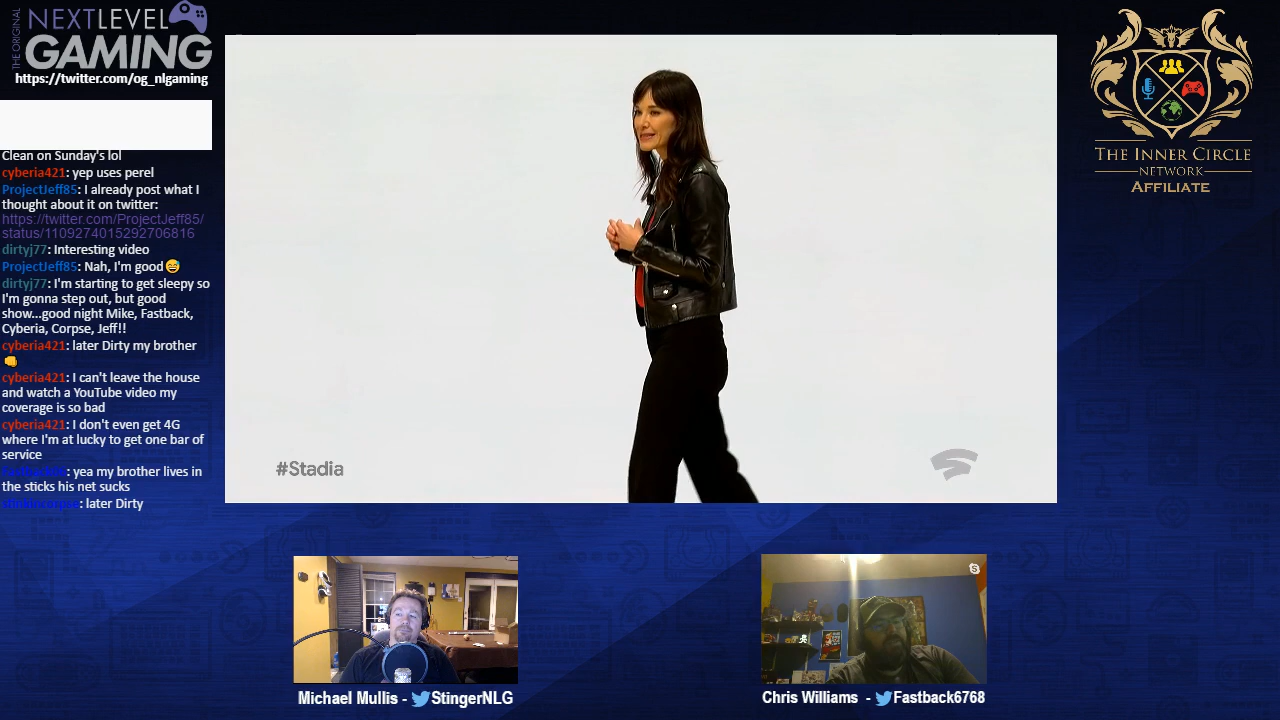 THE ORIGINAL
NEXTLEVEL
GAMING
https://twitter.com/og_nlgaming
Clean on Sunday's lol
cyberia421: yep uses perel
ProjectJeff85: I already post what I
thought about it on twitter:
https://twitter.com/ProjectJeff85/
status/1109274015292706816
dirtyj77: Interesting video
ProjectJeff85: Nah, I'm good😅
dirtyj77: I'm starting to get sleepy so
I'm gonna step out, but good
show...good night Mike, Fastback,
Cyberia, Corpse, Jeff!!
cyberia421: later Dirty my brother
👊
cyberia421: I can't leave the house
and watch a YouTube video my
coverage is so bad
cyberia421: I don't even get 4G
where I'm at lucky to get one bar of
service
: yea my brother lives in
the sticks his net sucks
: later Dirty
#Stadia
THE INNER CIRCLE
NETWORK
AFFILIATE
Michael Mullis - StingerNLG
Chris Williams - Fastback6768